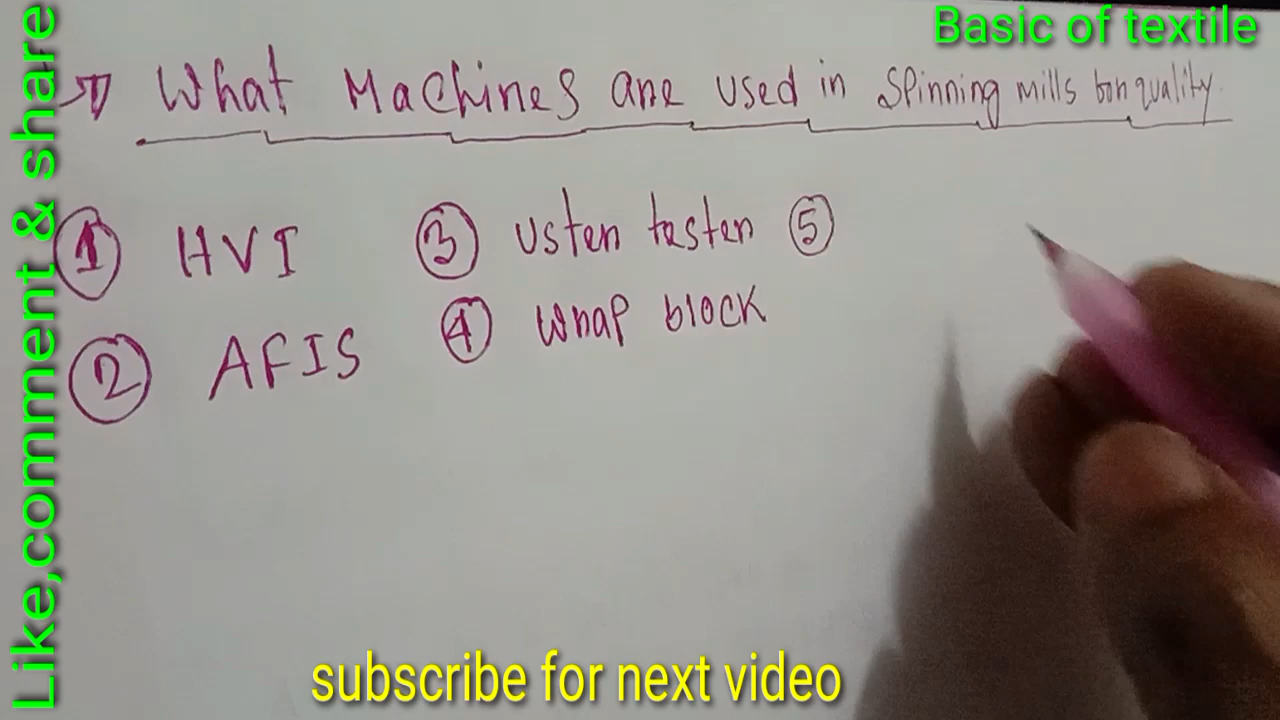 Basic of textile
What Machines are used in Spinning mills for quality.
① HVI ③ Uster tester ⑤
② AFIS ④ Wrap block
Like,comment & share
subscribe for next video